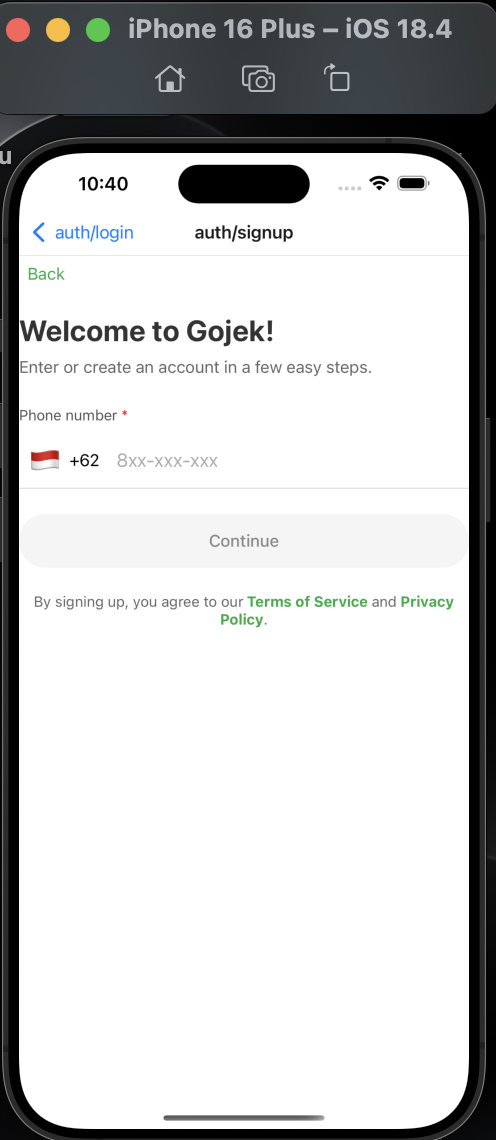 iPhone 16 Plus – iOS 18.4
u
10:40
auth/login
auth/signup
Back
Welcome to Gojek!
Enter or create an account in a few easy steps.
Phone number *
+62 8xx-xxx-xxx
Continue
By signing up, you agree to our Terms of Service and Privacy
Policy.